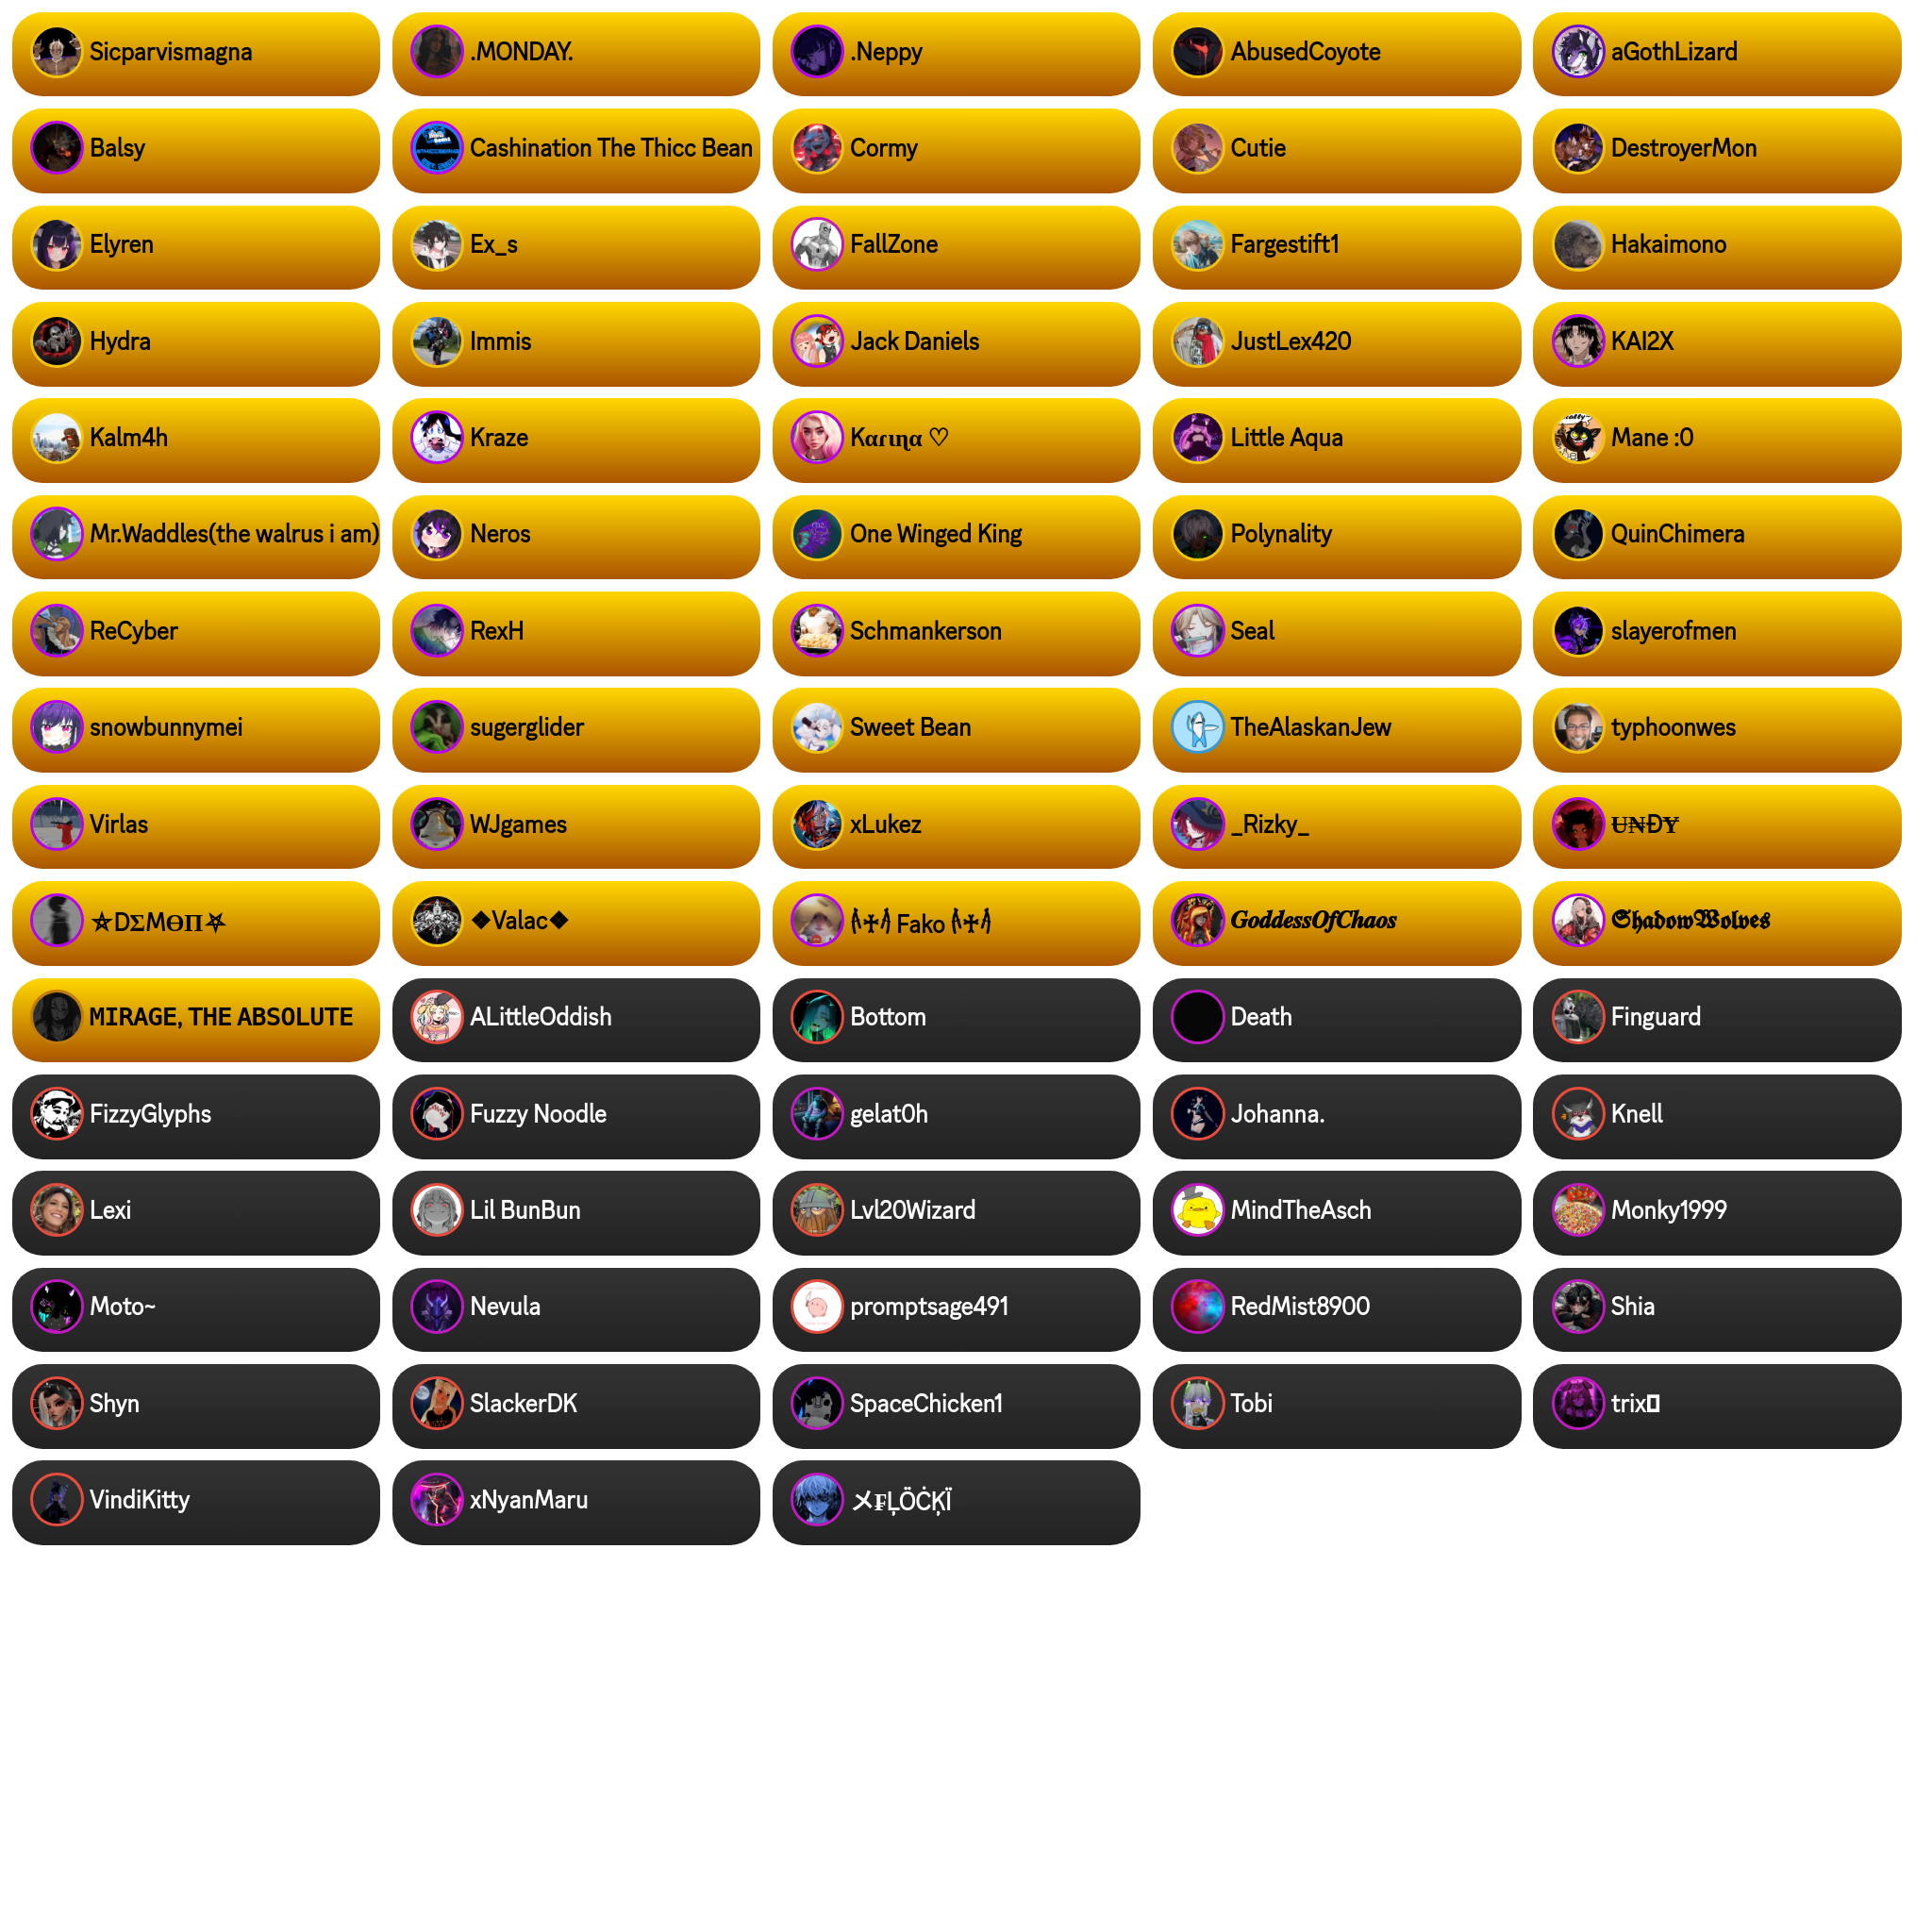 Sicparvismagna
.MONDAY.
.Neppy
AbusedCoyote
aGothLizard
Balsy
Cashination The Thicc Bean
Cormy
Cutie
DestroyerMon
Elyren
Ex_s
FallZone
Fargestift1
Hakaimono
Hydra
Immis
Jack Daniels
JustLex420
KAI2X
Kalm4h
Kraze
Kαɾιɳα ♡
Little Aqua
Mane :0
Mr.Waddles(the walrus i am)
Neros
One Winged King
Polynality
QuinChimera
ReCyber
RexH
Schmankerson
Seal
slayerofmen
snowbunnymei
sugerglider
Sweet Bean
TheAlaskanJew
typhoonwes
Virlas
WJgames
xLukez
_Rizky_
ɄNĐɎ
⛤DΣMӨΠ⛧
❖Valac❖
Fako
𝑮𝒐𝒅𝒅𝒆𝒔𝒔𝑶𝒇𝑪𝒉𝒂𝒐𝒔
𝕾𝖍𝖆𝖉𝖔𝖜𝖂𝖔𝖑𝖛𝖊𝖘
MIRAGE, THE ABSOLUTE
ALittleOddish
Bottom
Death
Finguard
FizzyGlyphs
Fuzzy Noodle
gelat0h
Johanna.
Knell
Lexi
Lil BunBun
Lvl20Wizard
MindTheAsch
Monky1999
Moto~
Nevula
promptsage491
RedMist8900
Shia
Shyn
SlackerDK
SpaceChicken1
Tobi
trix
VindiKitty
xNyanMaru
メ₣ĻÖĊĶÏ